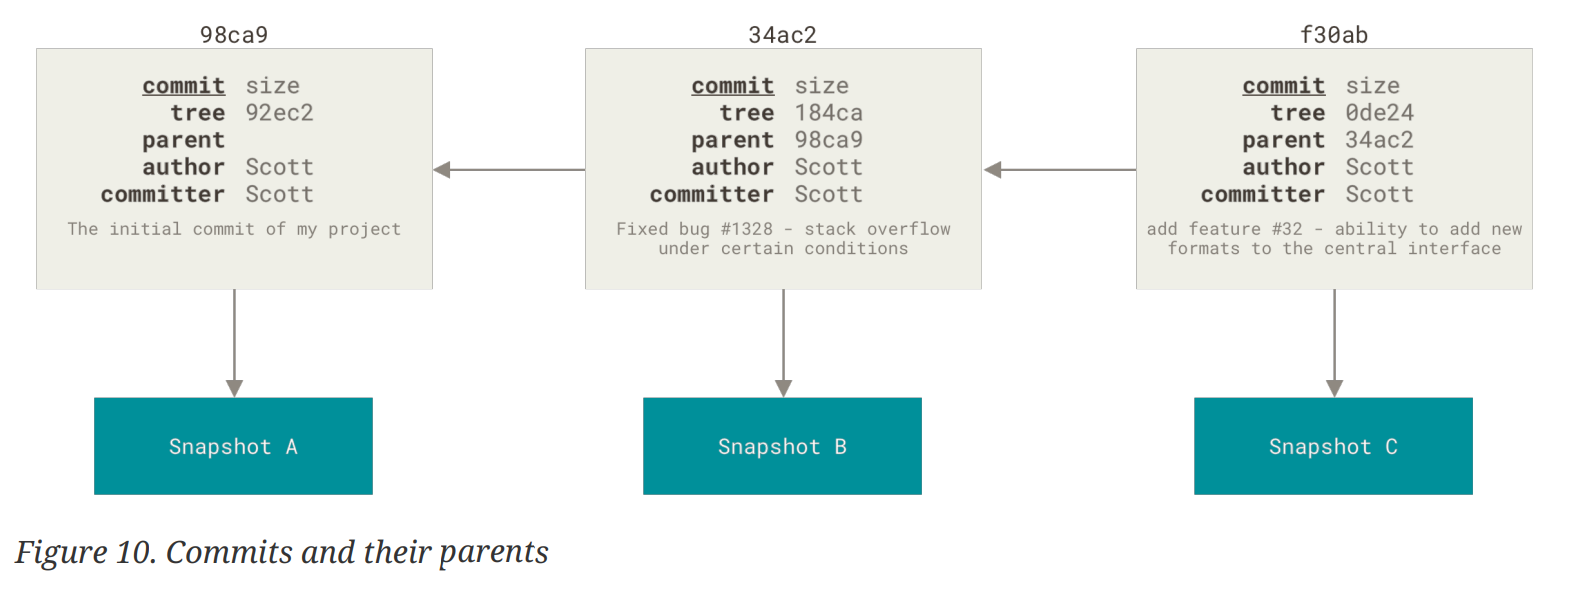 98ca9
commit size
tree 92ec2
parent
author Scott
committer Scott
The initial commit of my project
34ac2
commit size
tree 184ca
parent 98ca9
author Scott
committer Scott
Fixed bug #1328 - stack overflow
under certain conditions
f30ab
commit size
tree 0de24
parent 34ac2
author Scott
committer Scott
add feature #32 - ability to add new
formats to the central interface
Snapshot A
Snapshot B
Snapshot C
Figure 10. Commits and their parents